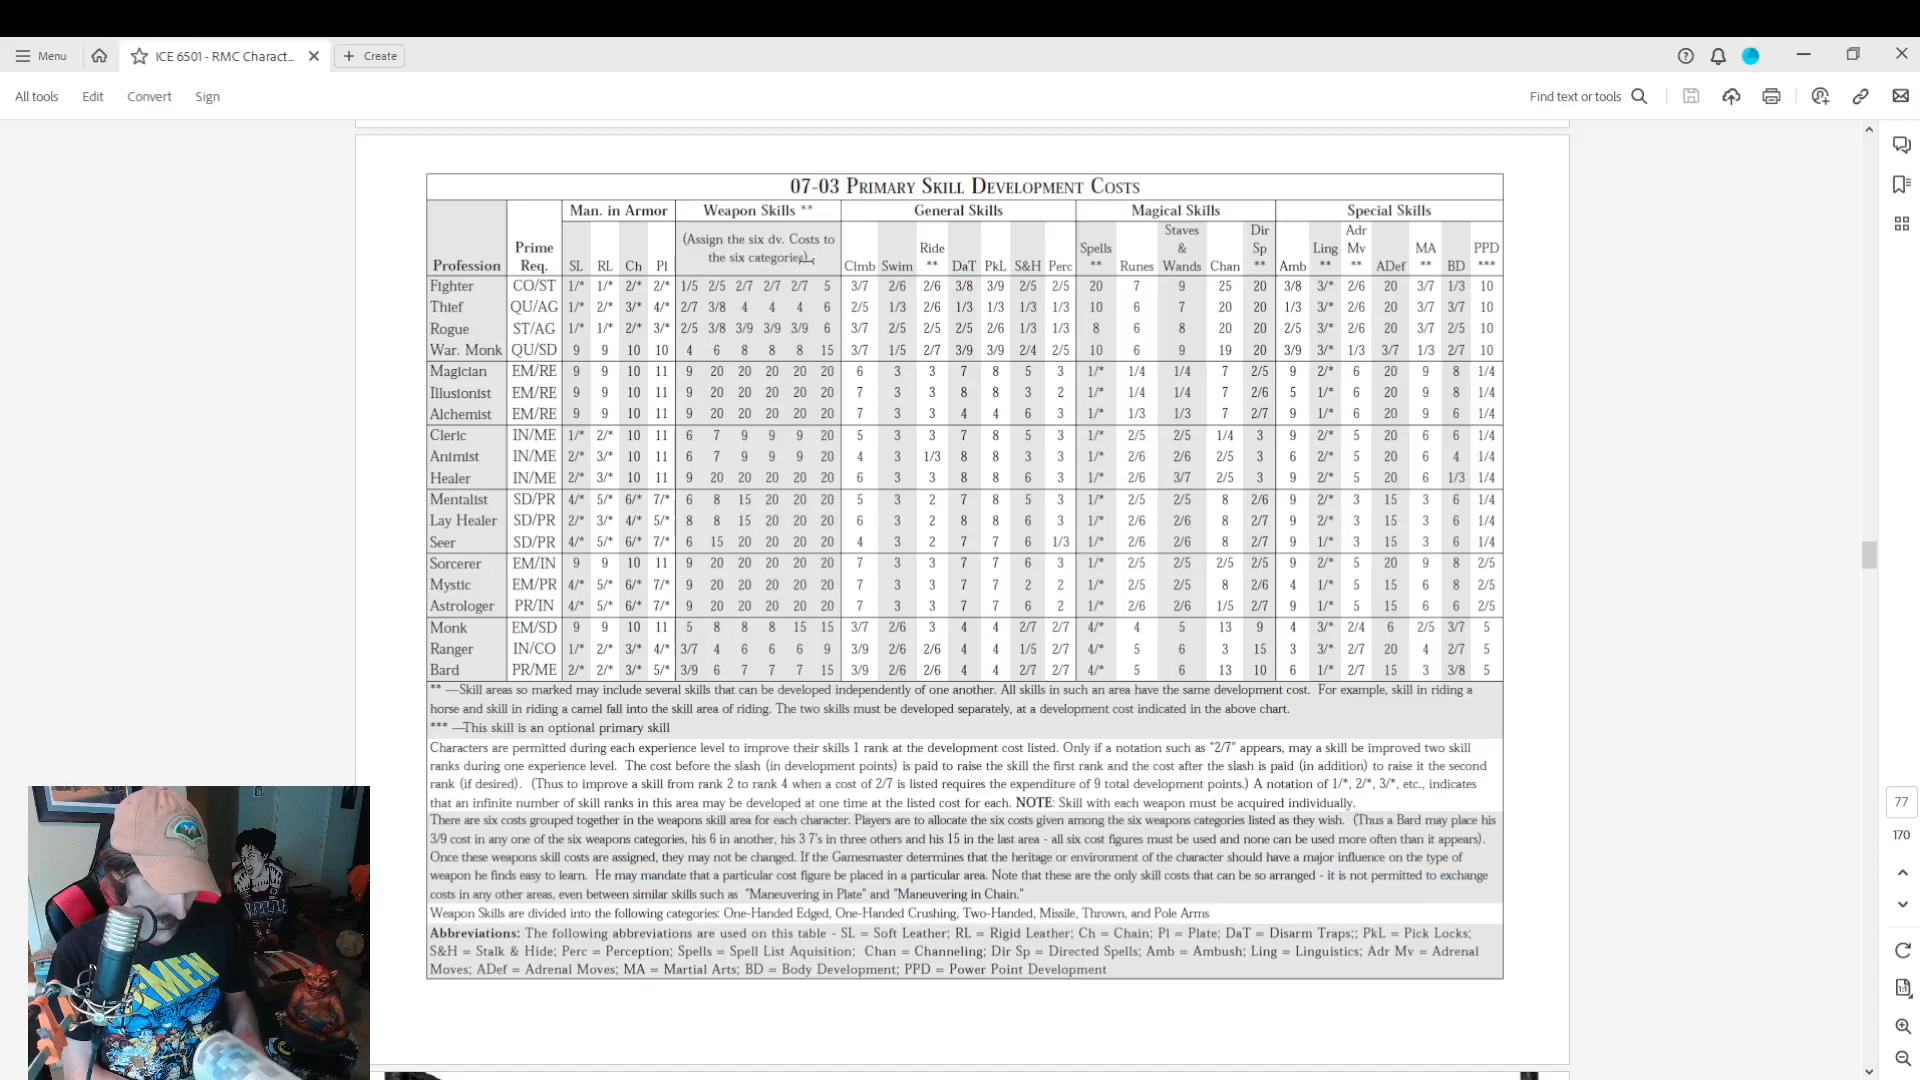 Menu
ICE 6501 - RMC Charact...
Create
All tools
Edit
Convert
Sign
Find text or tools
07-03 PRIMARY SKILL DEVELOPMENT COSTS
Man. in Armor Weapon Skills ** General Skills Magical Skills Special Skills
(Assign the six dv. Costs to the six categories)
Profession Prime Req. SL RL Ch Pl Clmb Swim Ride ** DaT PkL S&H Perc Spells ** Runes Staves & Wands Chan Dir Sp ** Amb Ling ** Adr Mv ** ADef MA ** BD PPD ***
Fighter CO/ST 1/* 1/* 2/* 2/* 1/5 2/5 2/7 2/7 2/7 5 3/7 2/6 2/6 3/8 3/9 2/5 2/5 20 7 9 25 20 3/8 3/* 2/6 20 3/7 1/3 10
Thief QU/AG 1/* 2/* 3/* 4/* 2/7 3/8 4 4 4 6 2/5 1/3 2/6 1/3 1/3 1/3 1/3 10 6 7 20 20 1/3 3/* 2/6 20 3/7 3/7 10
Rogue ST/AG 1/* 1/* 2/* 3/* 2/5 3/8 3/9 3/9 3/9 6 3/7 2/5 2/5 2/5 2/6 1/3 1/3 8 6 8 20 20 2/5 3/* 2/6 20 3/7 2/5 10
War. Monk QU/SD 9 9 10 10 4 6 8 8 8 15 3/7 1/5 2/7 3/9 3/9 2/4 2/5 10 6 9 19 20 3/9 3/* 1/3 3/7 1/3 2/7 10
Magician EM/RE 9 9 10 11 9 20 20 20 20 20 6 3 3 7 8 5 3 1/* 1/4 1/4 7 2/5 9 2/* 6 20 9 8 1/4
Illusionist EM/RE 9 9 10 11 9 20 20 20 20 20 7 3 3 8 8 3 2 1/* 1/4 1/4 7 2/6 5 1/* 6 20 9 8 1/4
Alchemist EM/RE 9 9 10 11 9 20 20 20 20 20 7 3 3 4 4 6 3 1/* 1/3 1/3 7 2/7 9 1/* 6 20 9 6 1/4
Cleric IN/ME 1/* 2/* 10 11 6 7 9 9 9 20 5 3 3 7 8 5 3 1/* 2/5 2/5 1/4 3 9 2/* 5 20 6 6 1/4
Animist IN/ME 2/* 3/* 10 11 6 7 9 9 9 20 4 3 1/3 8 8 3 3 1/* 2/6 2/6 2/5 3 6 2/* 5 20 6 4 1/4
Healer IN/ME 2/* 3/* 10 11 9 20 20 20 20 20 6 3 3 8 8 6 3 1/* 2/6 3/7 2/5 3 9 2/* 5 20 6 1/3 1/4
Mentalist SD/PR 4/* 5/* 6/* 7/* 6 8 15 20 20 20 5 3 2 7 8 5 3 1/* 2/5 2/5 8 2/6 9 2/* 3 15 3 6 1/4
Lay Healer SD/PR 2/* 3/* 4/* 5/* 8 8 15 20 20 20 6 3 2 8 8 6 3 1/* 2/6 2/6 8 2/7 9 2/* 3 15 3 6 1/4
Seer SD/PR 4/* 5/* 6/* 7/* 6 15 20 20 20 20 4 3 2 7 7 6 1/3 1/* 2/6 2/6 8 2/7 9 1/* 3 15 3 6 1/4
Sorcerer EM/IN 9 9 10 11 9 20 20 20 20 20 7 3 3 7 7 6 3 1/* 2/5 2/5 2/5 2/5 9 2/* 5 20 9 8 2/5
Mystic EM/PR 4/* 5/* 6/* 7/* 9 20 20 20 20 20 7 3 3 7 7 2 2 1/* 2/5 2/5 8 2/6 4 1/* 5 15 6 8 2/5
Astrologer PR/IN 4/* 5/* 6/* 7/* 9 20 20 20 20 20 7 3 3 7 7 6 2 1/* 2/6 2/6 1/5 2/7 9 1/* 5 15 6 6 2/5
Monk EM/SD 9 9 10 11 5 8 8 8 15 15 3/7 2/6 3 4 4 2/7 2/7 4/* 4 5 13 9 4 3/* 2/4 6 2/5 3/7 5
Ranger IN/CO 1/* 2/* 3/* 4/* 3/7 4 6 6 6 9 3/9 2/6 2/6 4 4 1/5 2/7 4/* 5 6 3 15 3 3/* 2/7 20 4 2/7 5
Bard PR/ME 2/* 2/* 3/* 5/* 3/9 6 7 7 7 15 3/9 2/6 2/6 4 4 2/7 2/7 4/* 5 6 13 10 6 1/* 2/7 15 3 3/8 5
** —Skill areas so marked may include several skills that can be developed independently of one another. All skills in such an area have the same development cost. For example, skill in riding a
horse and skill in riding a camel fall into the skill area of riding. The two skills must be developed separately, at a development cost indicated in the above chart.
*** —This skill is an optional primary skill
Characters are permitted during each experience level to improve their skills 1 rank at the development cost listed. Only if a notation such as "2/7" appears, may a skill be improved two skill
ranks during one experience level. The cost before the slash (in development points) is paid to raise the skill the first rank and the cost after the slash is paid (in addition) to raise it the second
rank (if desired). (Thus to improve a skill from rank 2 to rank 4 when a cost of 2/7 is listed requires the expenditure of 9 total development points.) A notation of 1/*, 2/*, 3/*, etc., indicates
that an infinite number of skill ranks in this area may be developed at one time at the listed cost for each. NOTE: Skill with each weapon must be acquired individually.
There are six costs grouped together in the weapons skill area for each character. Players are to allocate the six costs given among the six weapons categories listed as they wish. (Thus a Bard may place his
3/9 cost in any one of the six weapons categories, his 6 in another, his 3 7's in three others and his 15 in the last area - all six cost figures must be used and none can be used more often than it appears).
Once these weapons skill costs are assigned, they may not be changed. If the Gamesmaster determines that the heritage or environment of the character should have a major influence on the type of
weapon he finds easy to learn. He may mandate that a particular cost figure be placed in a particular area. Note that these are the only skill costs that can be so arranged - it is not permitted to exchange
costs in any other areas, even between similar skills such as "Maneuvering in Plate" and "Maneuvering in Chain."
Weapon Skills are divided into the following categories: One-Handed Edged, One-Handed Crushing, Two-Handed, Missile, Thrown, and Pole Arms
Abbreviations: The following abbreviations are used on this table - SL = Soft Leather; RL = Rigid Leather; Ch = Chain; Pl = Plate; DaT = Disarm Traps;; PkL = Pick Locks;
S&H = Stalk & Hide; Perc = Perception; Spells = Spell List Aquisition; Chan = Channeling; Dir Sp = Directed Spells; Amb = Ambush; Ling = Linguistics; Adr Mv = Adrenal
Moves; ADef = Adrenal Moves; MA = Martial Arts; BD = Body Development; PPD = Power Point Development
77
170